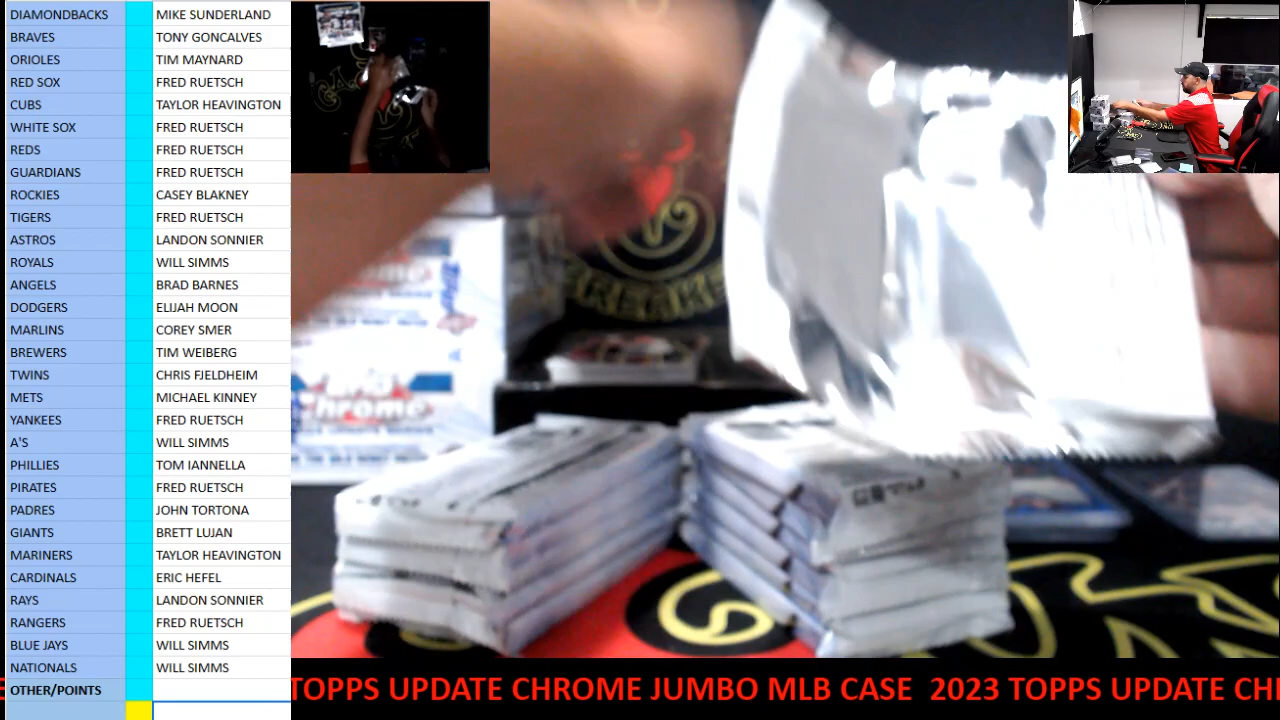 DIAMONDBACKS MIKE SUNDERLAND
BRAVES TONY GONCALVES
ORIOLES TIM MAYNARD
RED SOX FRED RUETSCH
CUBS TAYLOR HEAVINGTON
WHITE SOX FRED RUETSCH
REDS FRED RUETSCH
GUARDIANS FRED RUETSCH
ROCKIES CASEY BLAKNEY
TIGERS FRED RUETSCH
ASTROS LANDON SONNIER
ROYALS WILL SIMMS
ANGELS BRAD BARNES
DODGERS ELIJAH MOON
MARLINS COREY SMER
BREWERS TIM WEIBERG
TWINS CHRIS FJELDHEIM
METS MICHAEL KINNEY
YANKEES FRED RUETSCH
A'S WILL SIMMS
PHILLIES TOM IANNELLA
PIRATES FRED RUETSCH
PADRES JOHN TORTONA
GIANTS BRETT LUJAN
MARINERS TAYLOR HEAVINGTON
CARDINALS ERIC HEFEL
RAYS LANDON SONNIER
RANGERS FRED RUETSCH
BLUE JAYS WILL SIMMS
NATIONALS WILL SIMMS
OTHER/POINTS
TOPPS UPDATE CHROME JUMBO MLB CASE 2023 TOPPS UPDATE CH